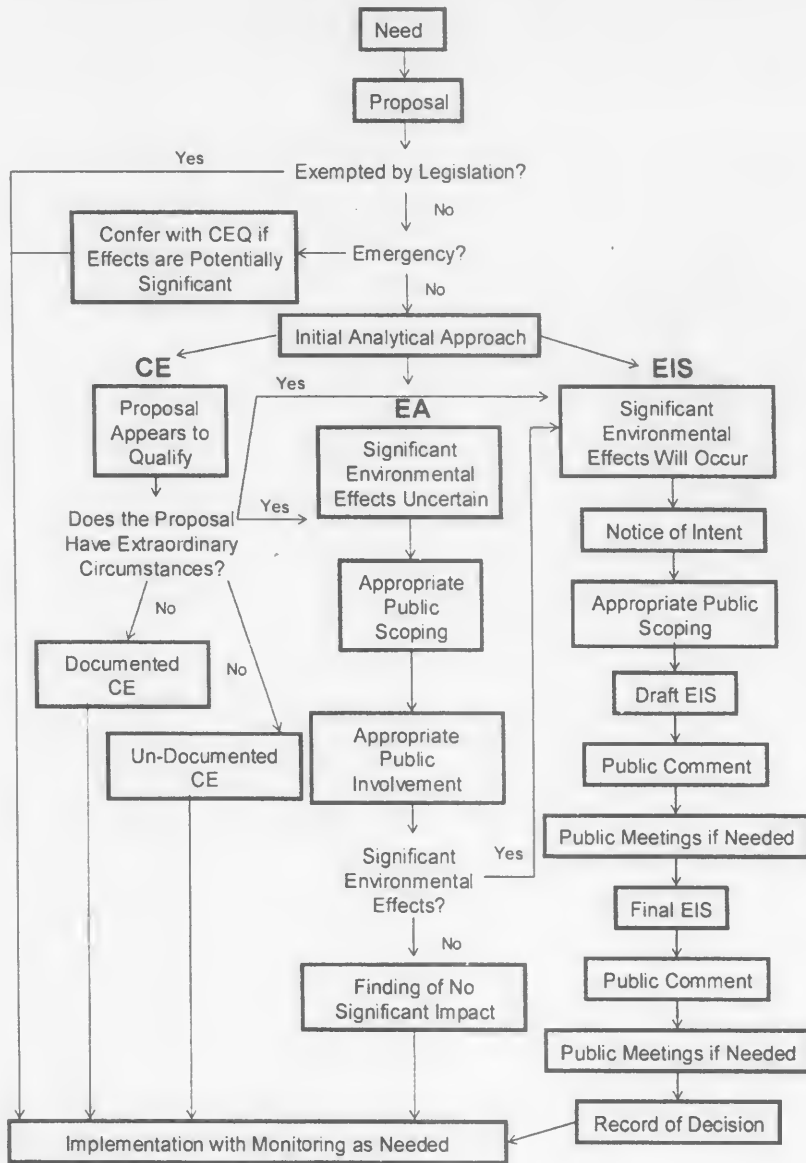 Need
Proposal
Yes
Exempted by Legislation?
No
Confer with CEQ if
Effects are Potentially
Significant
Emergency?
No
Initial Analytical Approach
CE
Yes
EA
EIS
Proposal
Appears to
Qualify
Significant
Environmental
Effects Uncertain
Significant
Environmental
Effects Will Occur
Yes
Does the Proposal
Have Extraordinary
Circumstances?
Notice of Intent
Appropriate
Public
Scoping
Appropriate Public
Scoping
No
No
Documented
CE
Draft EIS
Un-Documented
CE
Appropriate
Public
Involvement
Public Comment
Public Meetings if Needed
Significant
Environmental
Effects?
Yes
Final EIS
No
Finding of No
Significant Impact
Public Comment
Public Meetings if Needed
Record of Decision
Implementation with Monitoring as Needed